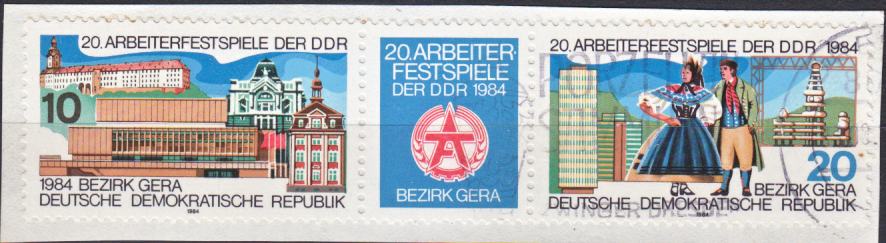 20. ARBEITERFESTSPIELE DER DDR
10
1984 BEZIRK GERA
DEUTSCHE DEMOKRATISCHE REPUBLIK
1984
20. ARBEITER-
FESTSPIELE
DER DDR 1984
A
BEZIRK GERA
20. ARBEITERFESTSPIELE DER DDR 1984
20
BEZIRK GERA
DEUTSCHE DEMOKRATISCHE REPUBLIK
1984